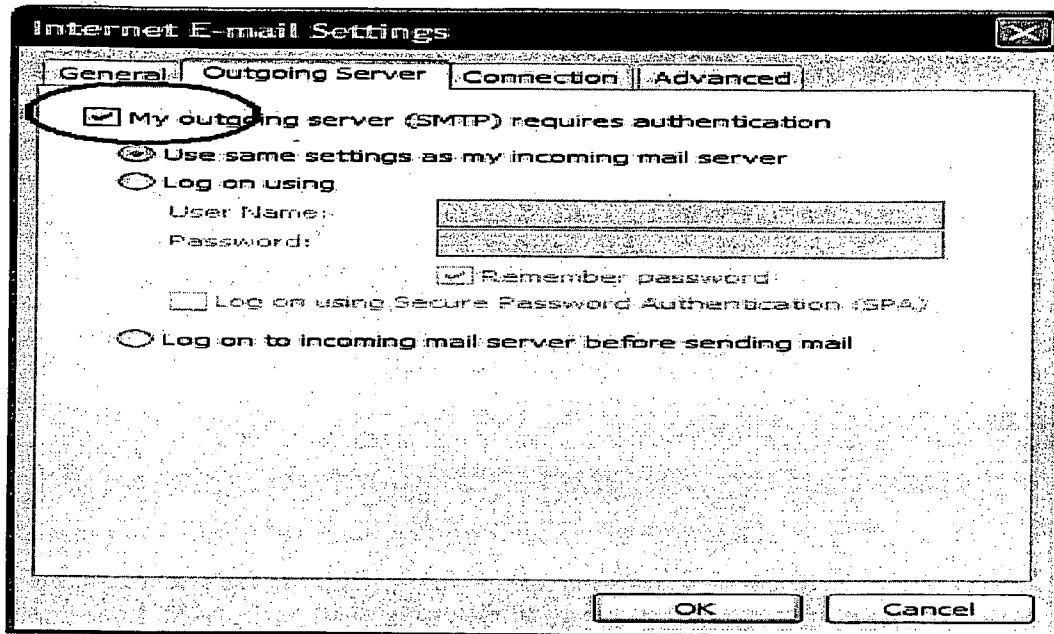 Internet E-mail Settings
General Outgoing Server Connection Advanced
My outgoing server (SMTP) requires authentication
Use same settings as my incoming mail server
Log on using
User Name:
Password:
Remember password
Log on using Secure Password Authentication (SPA)
Log on to incoming mail server before sending mail
OK Cancel